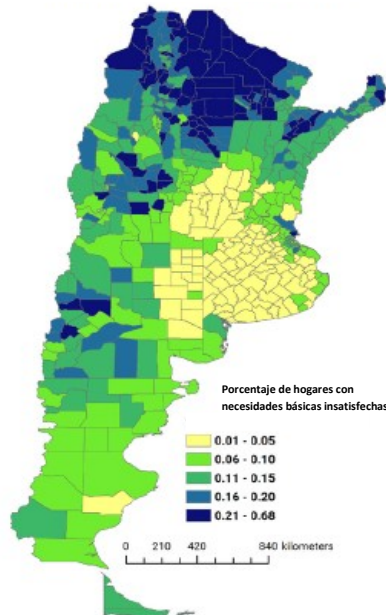 Porcentaje de hogares con
necesidades básicas insatisfechas
0.01 - 0.05
0.06 - 0.10
0.11 - 0.15
0.16 - 0.20
0.21 - 0.68
0 210 420 840 kilometers